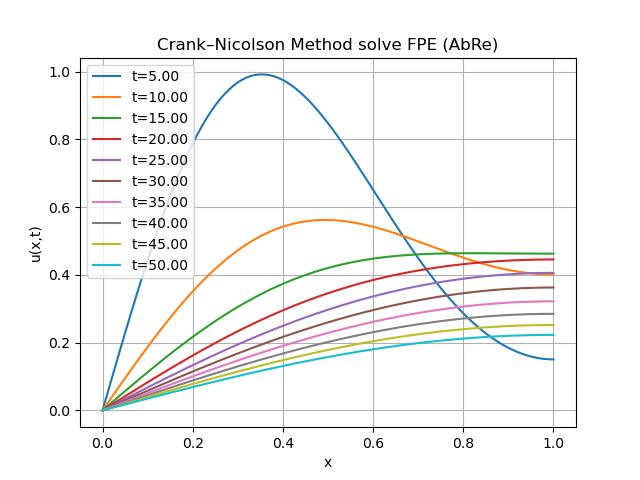 Crank–Nicolson Method solve FPE (AbRe)
u(x,t)
1.0
0.8
0.6
0.4
0.2
0.0
t=5.00
t=10.00
t=15.00
t=20.00
t=25.00
t=30.00
t=35.00
t=40.00
t=45.00
t=50.00
0.0 0.2 0.4 0.6 0.8 1.0
x